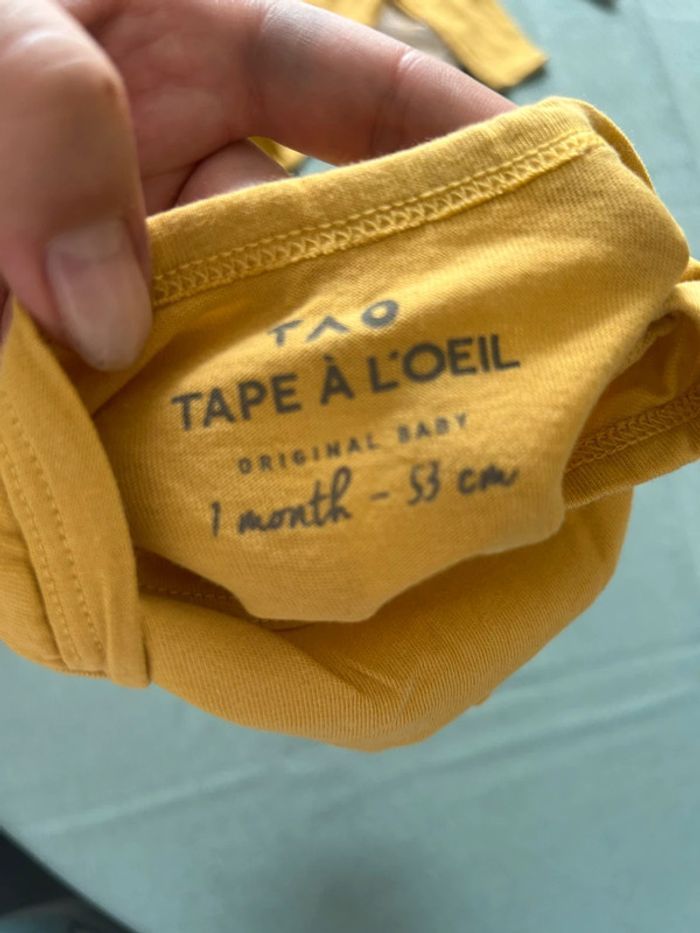 TAO
TAPE À L'OEIL
ORIGINAL BABY
1 month - 53 cm